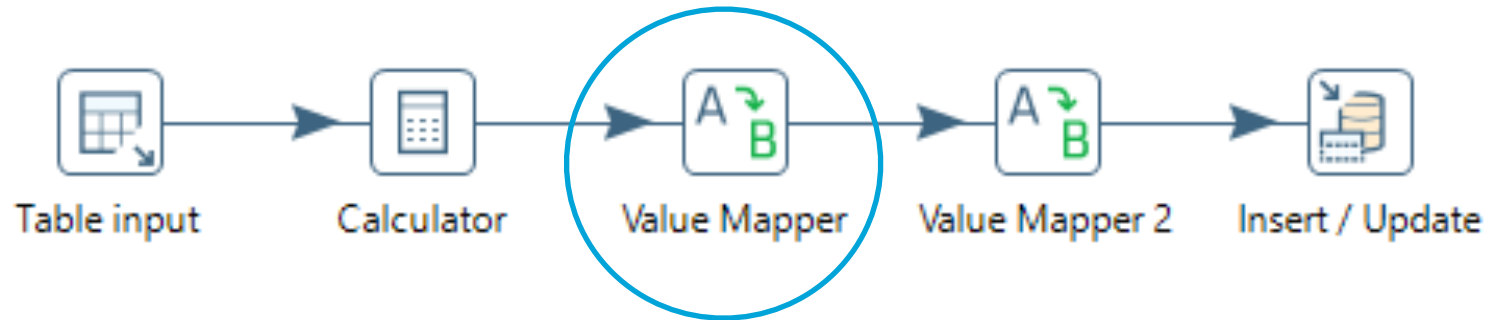 A
B
A
B
Table input
Calculator
Value Mapper
Value Mapper 2
Insert / Update